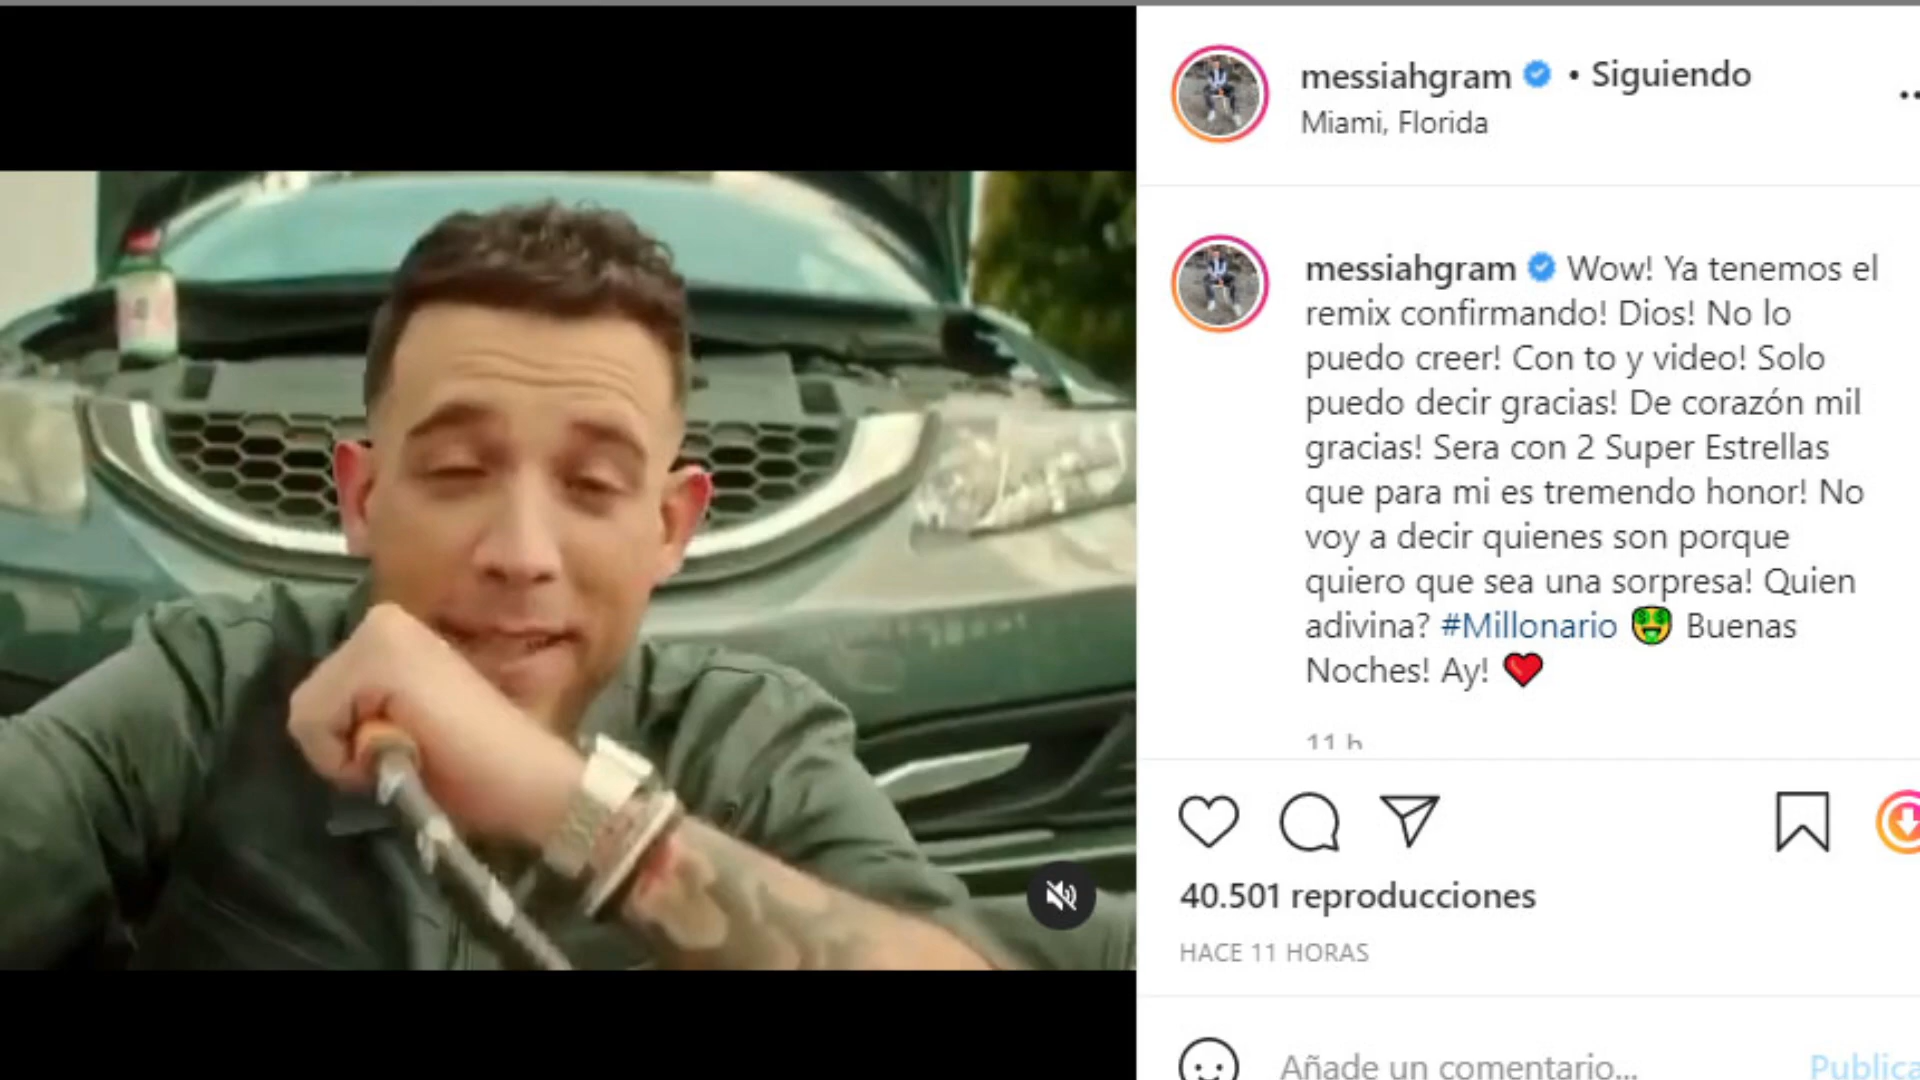 messiahgram • Siguiendo
Miami, Florida
messiahgram Wow! Ya tenemos el
remix confirmando! Dios! No lo
puedo creer! Con to y video! Solo
puedo decir gracias! De corazón mil
gracias! Sera con 2 Super Estrellas
que para mi es tremendo honor! No
voy a decir quienes son porque
quiero que sea una sorpresa! Quien
adivina? #Millonario 🤑 Buenas
Noches! Ay! ❤️
11 h
40.501 reproducciones
HACE 11 HORAS
Añade un comentario...
Publica